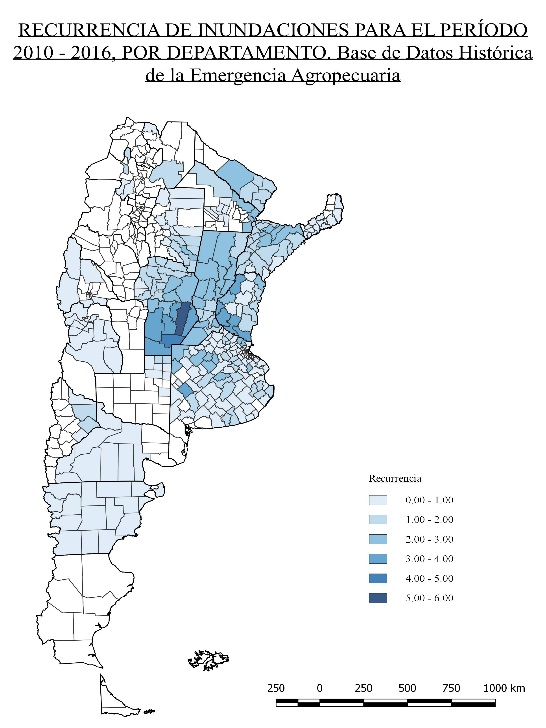 RECURRENCIA DE INUNDACIONES PARA EL PERÍODO
2010 - 2016, POR DEPARTAMENTO. Base de Datos Histórica
de la Emergencia Agropecuaria
Recurrencia
0,00 - 1,00
1,00 - 2,00
2,00 - 3,00
3,00 - 4,00
4,00 - 5,00
5,00 - 6,00
250 0 250 500 750 1000 km